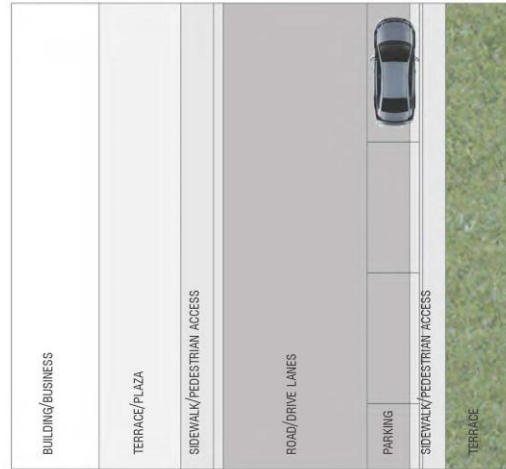 BUILDING/BUSINESS
TERRACE/PLAZA
SIDEWALK/PEDESTRIAN ACCESS
ROAD/DRIVE LANES
PARKING
SIDEWALK/PEDESTRIAN ACCESS
TERRACE